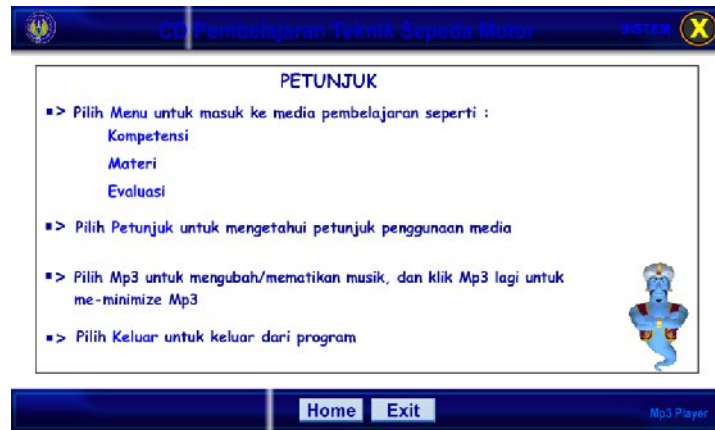 CD Pembelajaran Teknik Sepeda Motor
SISTEM
X
PETUNJUK
=> Pilih Menu untuk masuk ke media pembelajaran seperti :
Kompetensi
Materi
Evaluasi
=> Pilih Petunjuk untuk mengetahui petunjuk penggunaan media
=> Pilih Mp3 untuk mengubah/mematikan musik, dan klik Mp3 lagi untuk
me-minimize Mp3
=> Pilih Keluar untuk keluar dari program
Home Exit
Mp3 Player